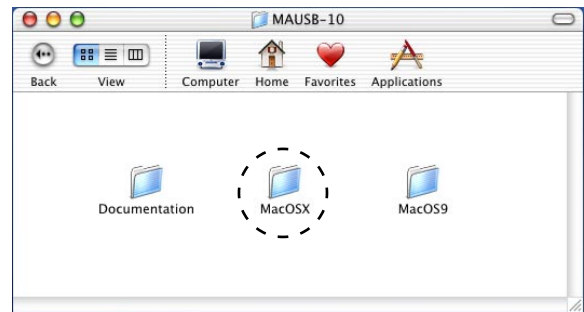 MAUSB-10
Back View Computer Home Favorites Applications
Documentation MacOSX MacOS9